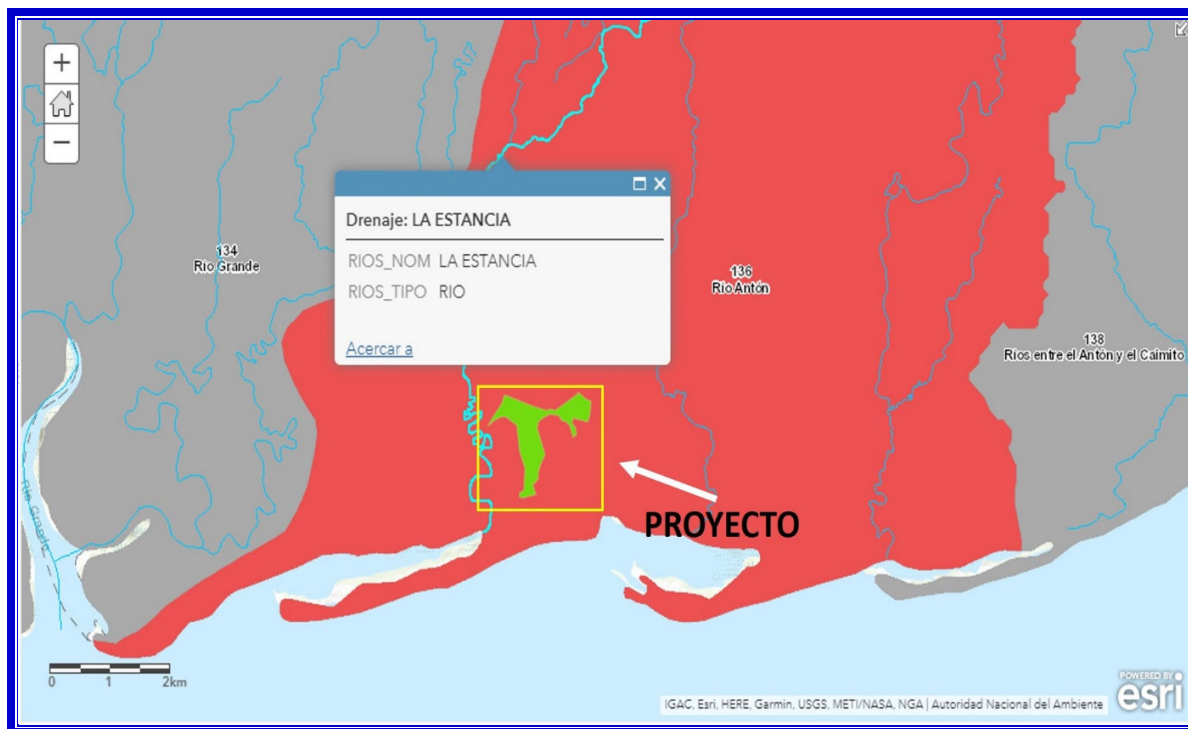 +
−
Drenaje: LA ESTANCIA
RIOS_NOM LA ESTANCIA
RIOS_TIPO RIO
Acercar a
134
Río Grande
136
Río Antón
138
Ríos entre el Antón y el Caimito
Río Grande
PROYECTO
0 1 2km
IGAC, Esri, HERE, Garmin, USGS, METI/NASA, NGA | Autoridad Nacional del Ambiente
POWERED BY
esri